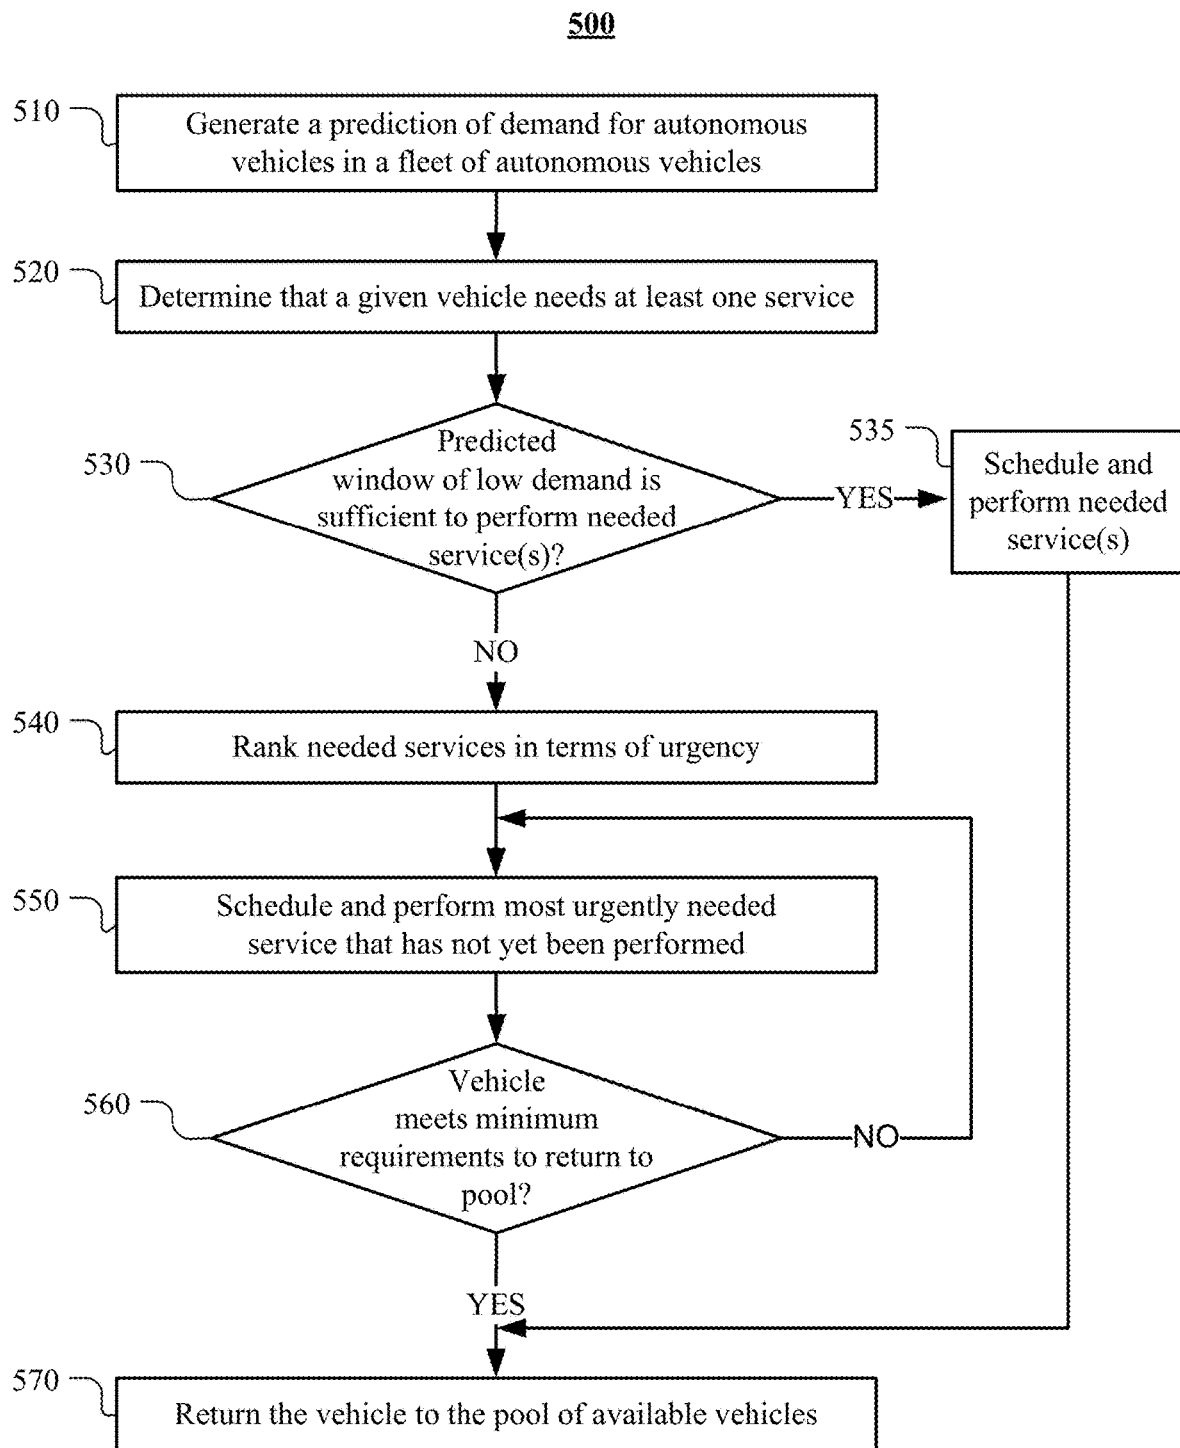 500
510
Generate a prediction of demand for autonomous
vehicles in a fleet of autonomous vehicles
520
Determine that a given vehicle needs at least one service
530
Predicted
window of low demand is
sufficient to perform needed
service(s)?
YES
535
Schedule and
perform needed
service(s)
NO
540
Rank needed services in terms of urgency
550
Schedule and perform most urgently needed
service that has not yet been performed
560
Vehicle
meets minimum
requirements to return to
pool?
NO
YES
570
Return the vehicle to the pool of available vehicles